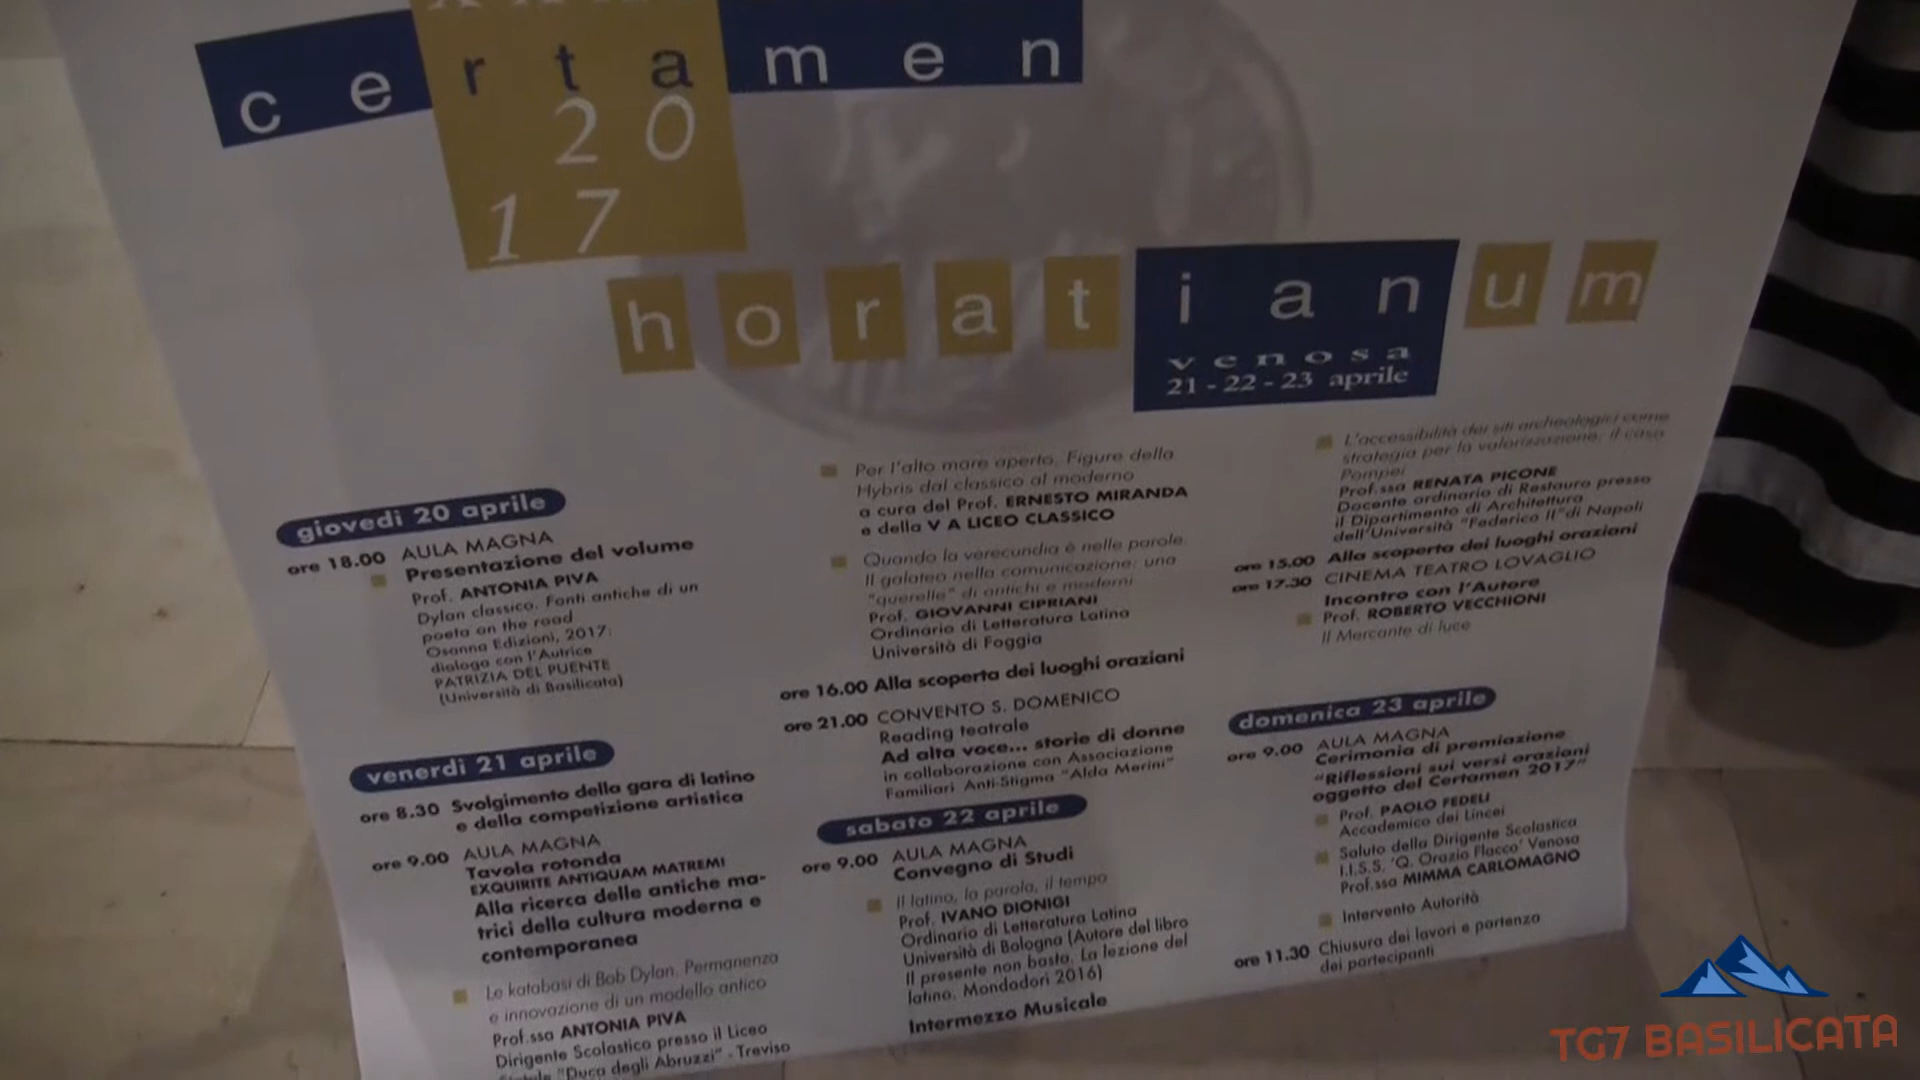 certamen
20
17
horatianum
venosa
21 - 22 - 23 aprile
giovedì 20 aprile
ore 18.00 AULA MAGNA
Presentazione del volume
Prof. ANTONIA PIVA
Dylan classico. Fonti antiche di un
poeta on the road
Osanna Edizioni, 2017:
dialoga con l'Autrice
PATRIZIA DEL PUENTE
(Università di Basilicata)
venerdì 21 aprile
ore 8.30 Svolgimento della gara di latino
e della competizione artistica
ore 9.00 AULA MAGNA
Tavola rotonda
EXQUIRITE ANTIQUAM MATREM!
Alla ricerca delle antiche ma-
trici della cultura moderna e
contemporanea
Le katabasi di Bob Dylan. Permanenza
e innovazione di un modello antico
Prof.ssa ANTONIA PIVA
Dirigente Scolastico presso il Liceo
"Duca degli Abruzzi" - Treviso
Per l'alto mare aperto. Figure della
Hybris dal classico al moderno
a cura del Prof. ERNESTO MIRANDA
e della V A LICEO CLASSICO
Quando la verecundia è nelle parole.
Il galateo nella comunicazione: una
"querelle" di antichi e moderni
Prof. GIOVANNI CIPRIANI
Ordinario di Letteratura Latina
Università di Foggia
ore 16.00 Alla scoperta dei luoghi oraziani
ore 21.00 CONVENTO S. DOMENICO
Reading teatrale
Ad alta voce... storie di donne
in collaborazione con Associazione
Familiari Anti-Stigma "Alda Merini"
sabato 22 aprile
ore 9.00 AULA MAGNA
Convegno di Studi
Il latino, la parola, il tempo
Prof. IVANO DIONIGI
Ordinario di Letteratura Latina
Università di Bologna (Autore del libro
Il presente non basta. La lezione del
latino. Mondadori 2016)
Intermezzo Musicale
L'accessibilità dei siti archeologici come
strategia per la valorizzazione: il caso
Pompei
Prof.ssa RENATA PICONE
Docente ordinario di Restauro presso
il Dipartimento di Architettura
dell'Università "Federico II" di Napoli
ore 15.00 Alla scoperta dei luoghi oraziani
ore 17.30 CINEMA TEATRO LOVAGLIO
Incontro con l'Autore
Prof. ROBERTO VECCHIONI
Il Mercante di luce
domenica 23 aprile
ore 9.00 AULA MAGNA
Cerimonia di premiazione
"Riflessioni sui versi oraziani
oggetto del Certamen 2017"
Prof. PAOLO FEDELI
Accademico dei Lincei
Saluto della Dirigente Scolastica
I.I.S.S. 'Q. Orazio Flacco' Venosa
Prof.ssa MIMMA CARLOMAGNO
Intervento Autorità
ore 11.30 Chiusura dei lavori e partenza
dei partecipanti
TG7 BASILICATA